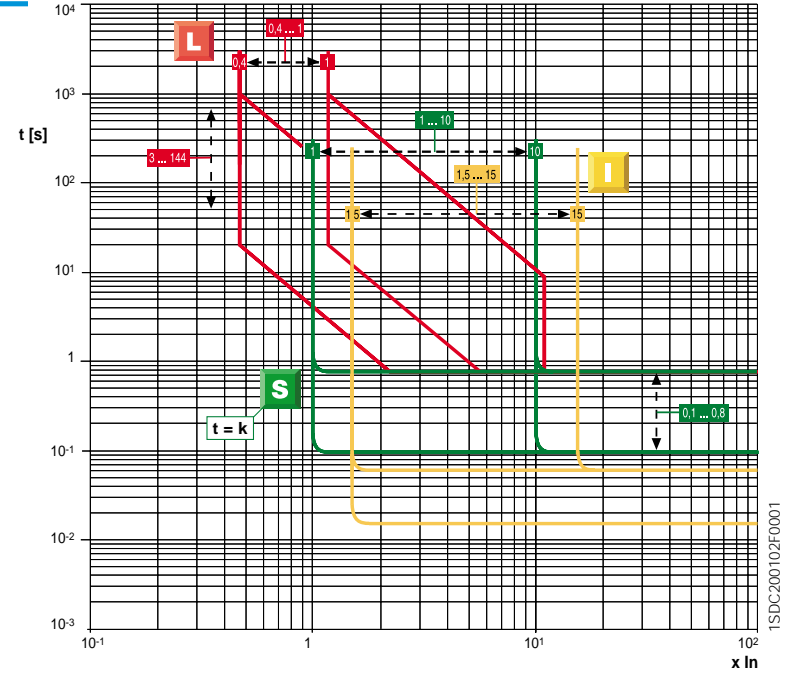 10⁴
L
0,4 ... 1
0,4
1
10³
t [s]
1 ... 10
3 ... 144
1
10
I
1,5 ... 15
10²
1,5
15
10¹
1
S
0,1 ... 0,8
t = k
10⁻¹
10⁻²
10⁻³
10⁻¹
1
10¹
10²
x In
1SDC200102F0001